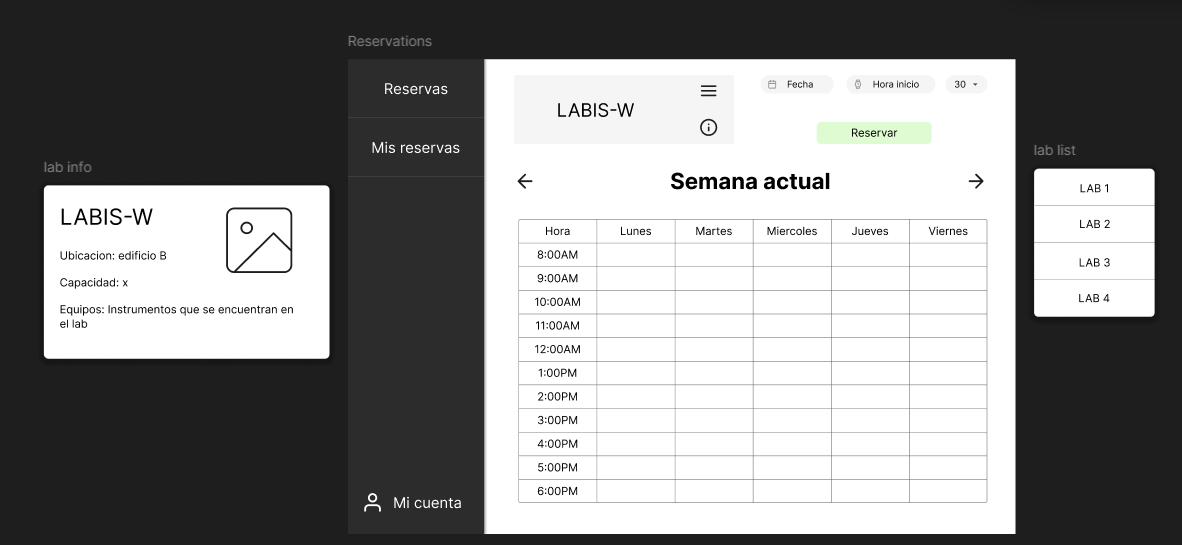 Reservations
Reservas
Mis reservas
Mi cuenta
LABIS-W
Fecha
Hora inicio
30
Reservar
Semana actual
Hora Lunes Martes Miercoles Jueves Viernes
8:00AM
9:00AM
10:00AM
11:00AM
12:00AM
1:00PM
2:00PM
3:00PM
4:00PM
5:00PM
6:00PM
lab info
LABIS-W
Ubicacion: edificio B
Capacidad: x
Equipos: Instrumentos que se encuentran en
el lab
lab list
LAB 1
LAB 2
LAB 3
LAB 4